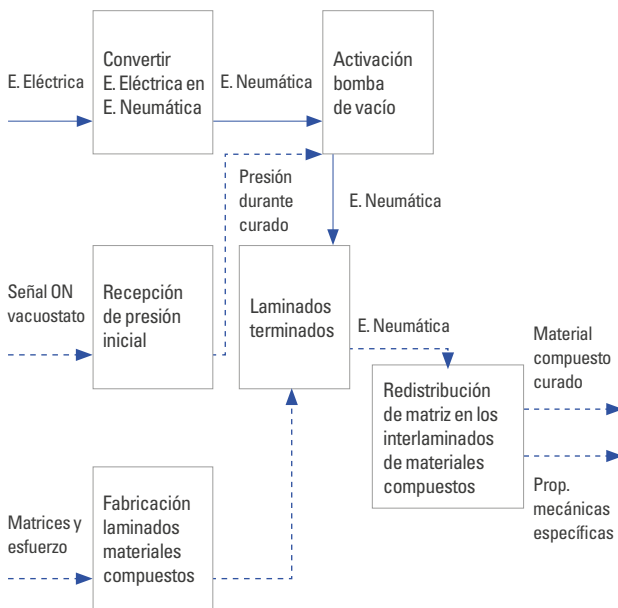 E. Eléctrica
Convertir
E. Eléctrica en
E. Neumática
E. Neumática
Activación
bomba
de vacío
Presión
durante
curado
E. Neumática
Señal ON
vacuostato
Recepción
de presión
inicial
Laminados
terminados
E. Neumática
Redistribución
de matriz en los
interlaminados
de materiales
compuestos
Material
compuesto
curado
Prop.
mecánicas
específicas
Matrices y
esfuerzo
Fabricación
laminados
materiales
compuestos